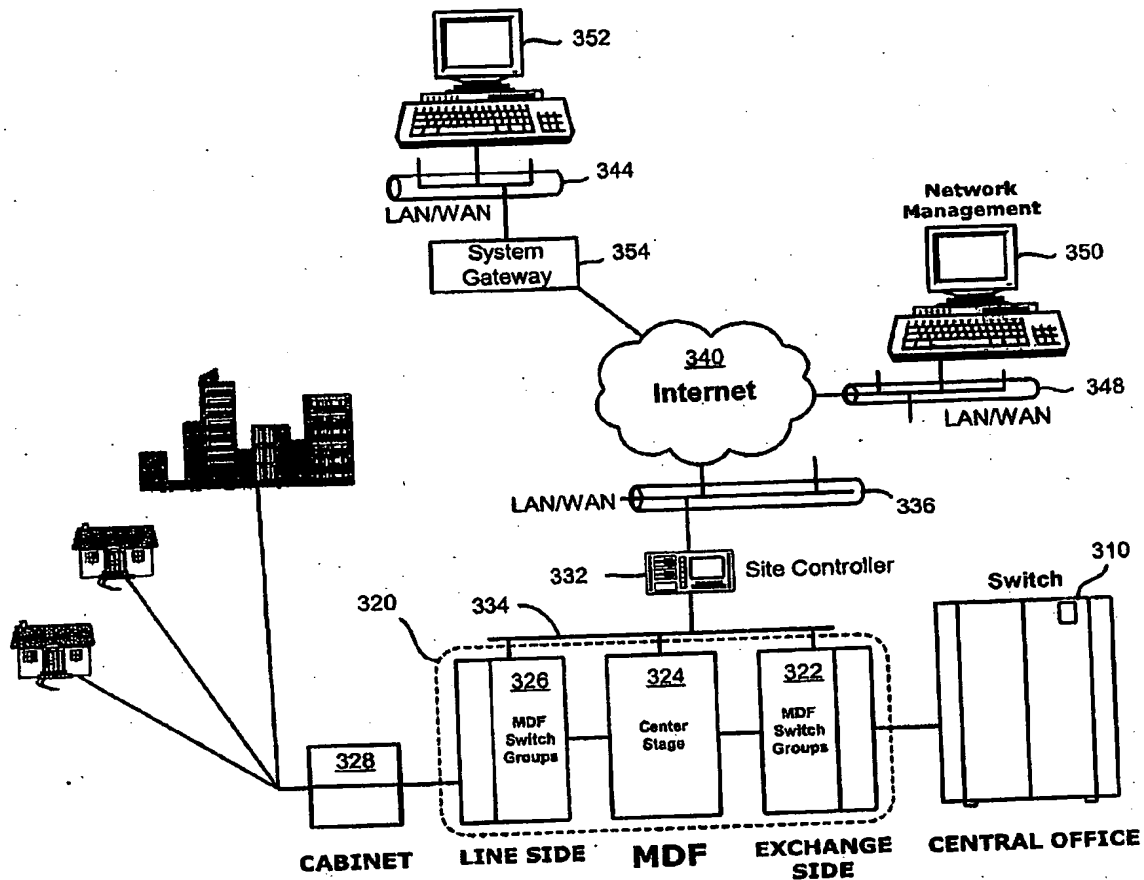 352
344
LAN/WAN
System
Gateway
354
Network
Management
350
340
Internet
348
LAN/WAN
LAN/WAN
336
332
Site Controller
310
Switch
320
334
326
MDF
Switch
Groups
324
Center
Stage
322
MDF
Switch
Groups
328
CABINET
LINE SIDE
MDF
EXCHANGE
SIDE
CENTRAL OFFICE